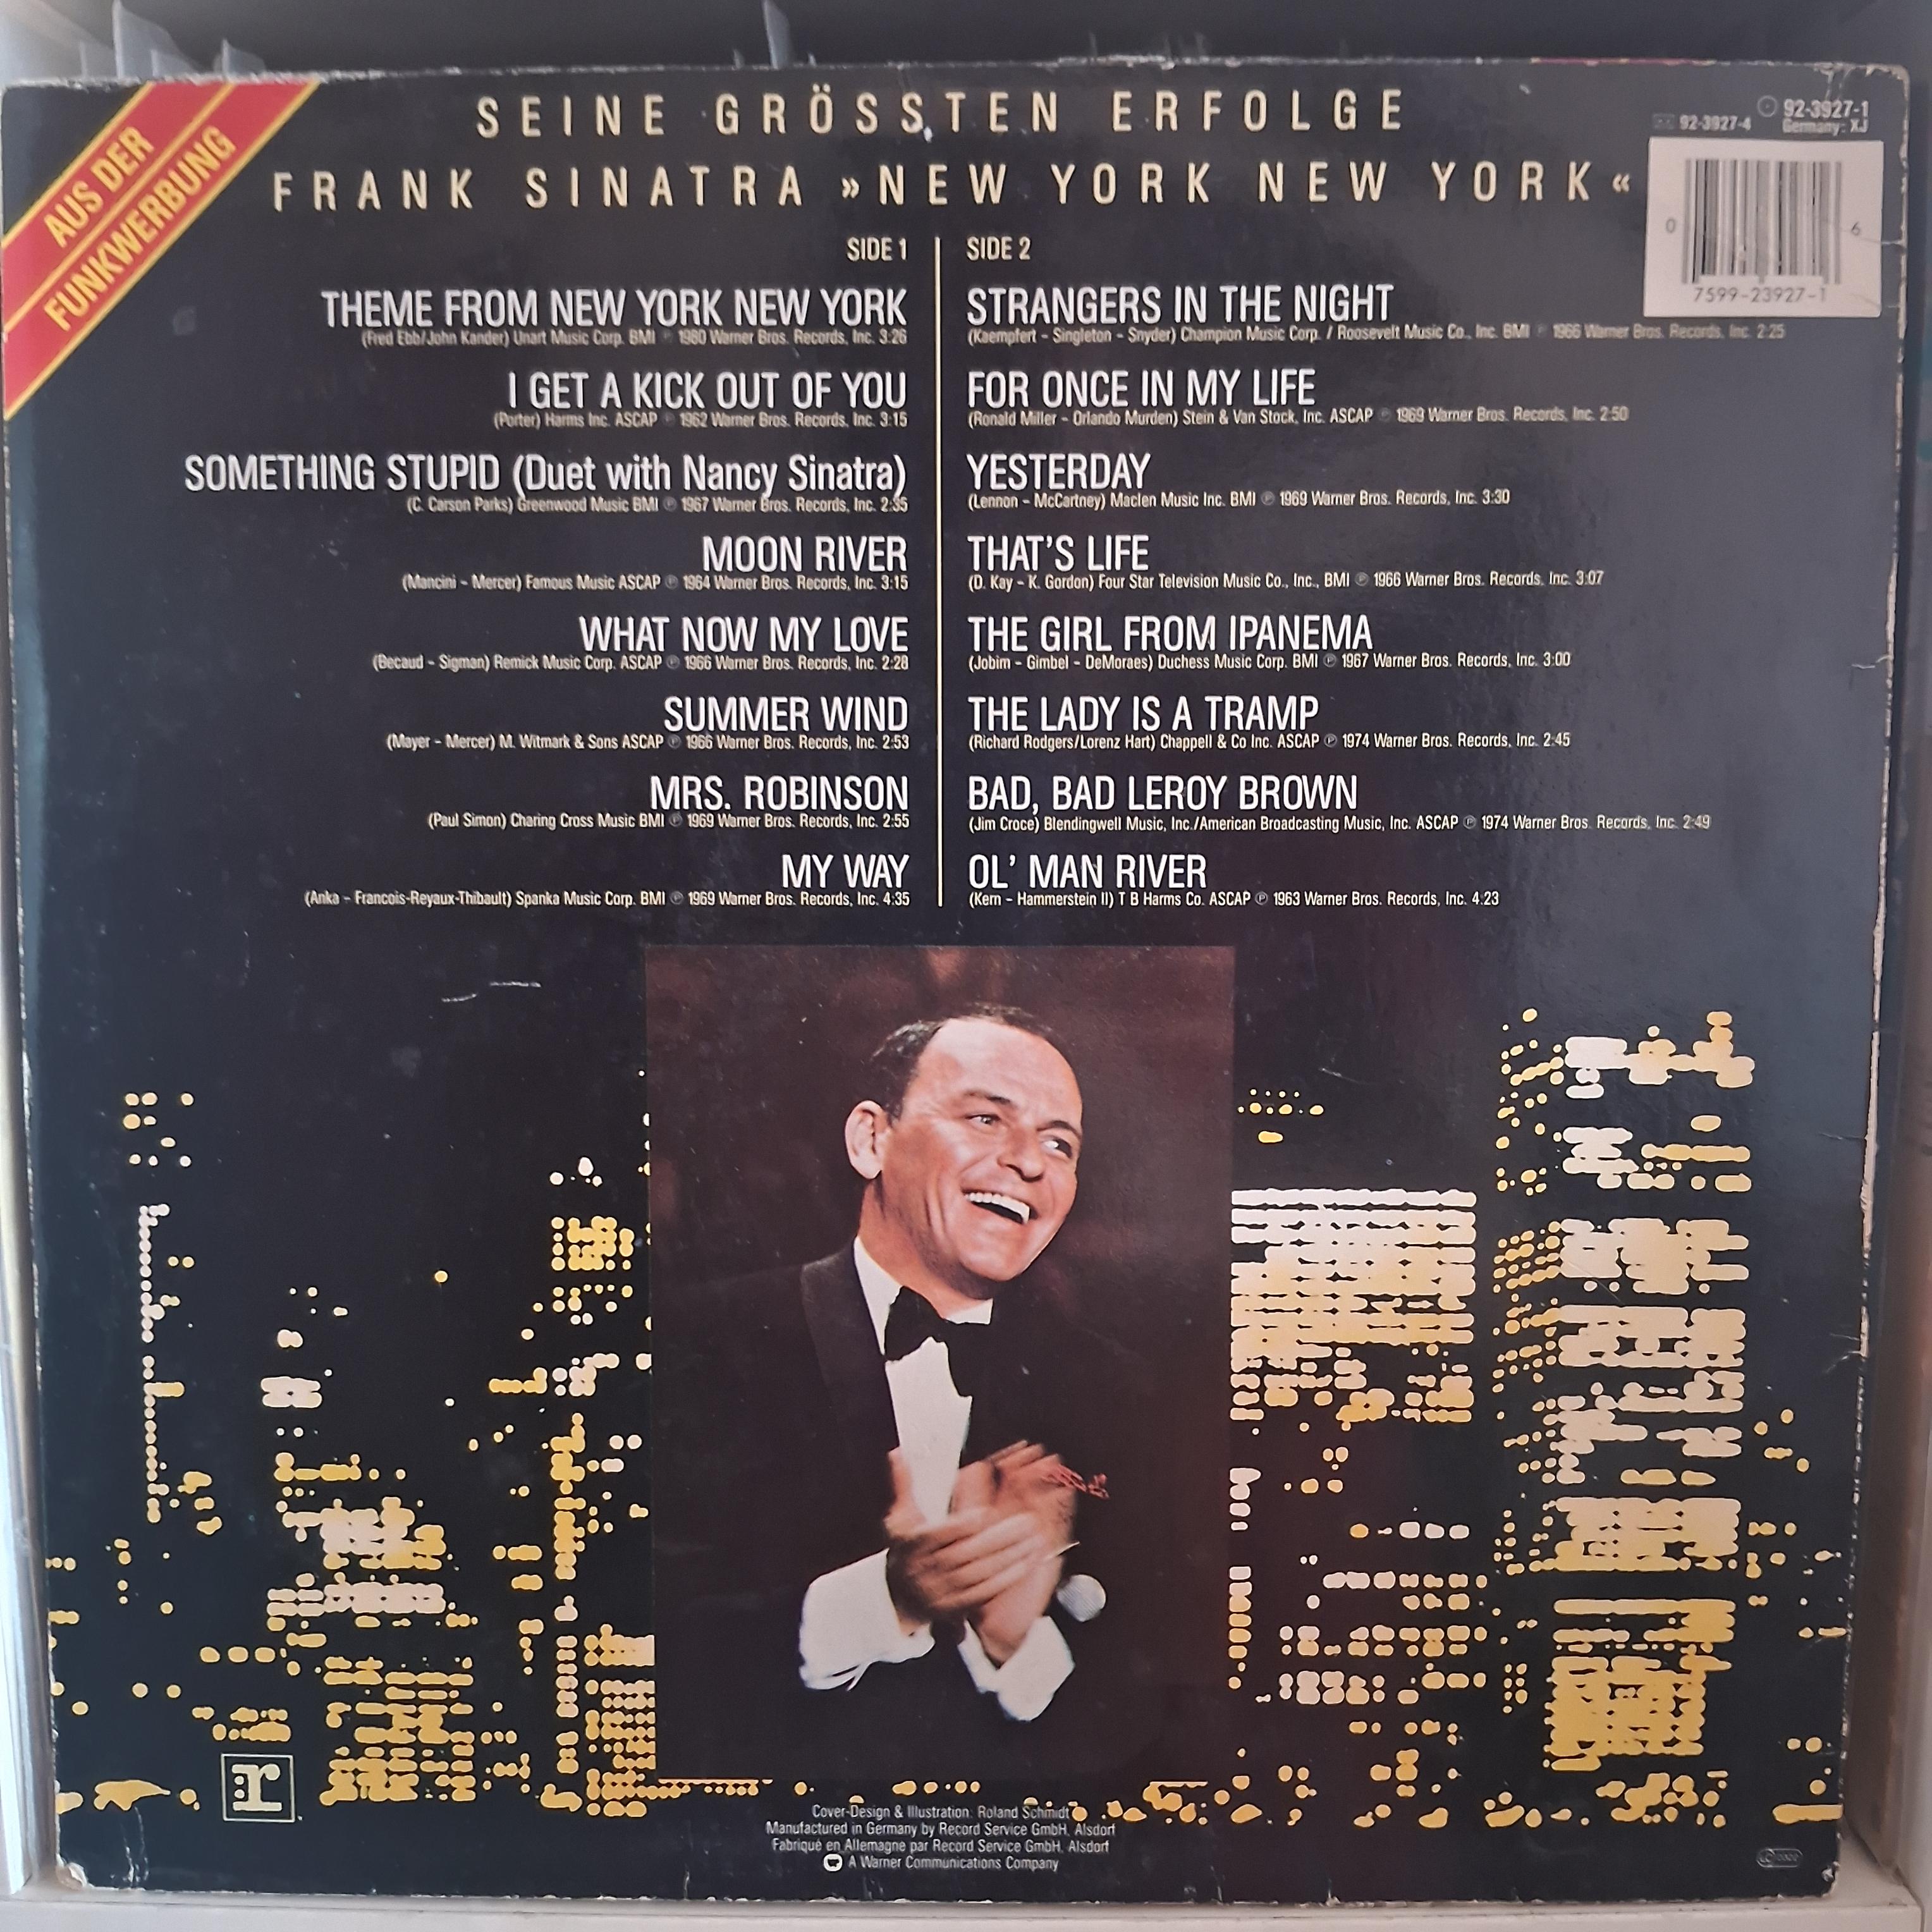 AUS DER
FUNKWERBUNG
SEINE GRÖSSTEN ERFOLGE
FRANK SINATRA »NEW YORK NEW YORK«
92-3927-4
92-3927-1
Germany: XJ
0
6
7599-23927-1
SIDE 1
THEME FROM NEW YORK NEW YORK
(Fred Ebb/John Kander) Unart Music Corp. BMI ℗ 1980 Warner Bros. Records, Inc. 3:26
I GET A KICK OUT OF YOU
(Porter) Harms Inc. ASCAP ℗ 1962 Warner Bros. Records, Inc. 3:15
SOMETHING STUPID (Duet with Nancy Sinatra)
(C. Carson Parks) Greenwood Music BMI ℗ 1967 Warner Bros. Records, Inc. 2:35
MOON RIVER
(Mancini - Mercer) Famous Music ASCAP ℗ 1964 Warner Bros. Records, Inc. 3:15
WHAT NOW MY LOVE
(Becaud - Sigman) Remick Music Corp. ASCAP ℗ 1966 Warner Bros. Records, Inc. 2:28
SUMMER WIND
(Mayer - Mercer) M. Witmark & Sons ASCAP ℗ 1966 Warner Bros. Records, Inc. 2:53
MRS. ROBINSON
(Paul Simon) Charing Cross Music BMI ℗ 1969 Warner Bros. Records, Inc. 2:55
MY WAY
(Anka - Francois-Reyaux-Thibault) Spanka Music Corp. BMI ℗ 1969 Warner Bros. Records, Inc. 4:35
SIDE 2
STRANGERS IN THE NIGHT
(Kaempfert - Singleton - Snyder) Champion Music Corp. / Roosevelt Music Co., Inc. BMI ℗ 1966 Warner Bros. Records, Inc. 2:25
FOR ONCE IN MY LIFE
(Ronald Miller - Orlando Murden) Stein & Van Stock, Inc. ASCAP ℗ 1969 Warner Bros. Records, Inc. 2:50
YESTERDAY
(Lennon - McCartney) Maclen Music Inc. BMI ℗ 1969 Warner Bros. Records, Inc. 3:30
THAT'S LIFE
(D. Kay - K. Gordon) Four Star Television Music Co., Inc., BMI ℗ 1966 Warner Bros. Records, Inc. 3:07
THE GIRL FROM IPANEMA
(Jobim - Gimbel - DeMoraes) Duchess Music Corp. BMI ℗ 1967 Warner Bros. Records, Inc. 3:00
THE LADY IS A TRAMP
(Richard Rodgers/Lorenz Hart) Chappell & Co Inc. ASCAP ℗ 1974 Warner Bros. Records, Inc. 2:45
BAD, BAD LEROY BROWN
(Jim Croce) Blendingwell Music, Inc./American Broadcasting Music, Inc. ASCAP ℗ 1974 Warner Bros. Records, Inc. 2:49
OL' MAN RIVER
(Kern - Hammerstein II) T B Harms Co. ASCAP ℗ 1963 Warner Bros. Records, Inc. 4:23
:r
Cover-Design & Illustration: Roland Schmidt
Manufactured in Germany by Record Service GmbH, Alsdorf
Fabriqué en Allemagne par Record Service GmbH, Alsdorf
A Warner Communications Company